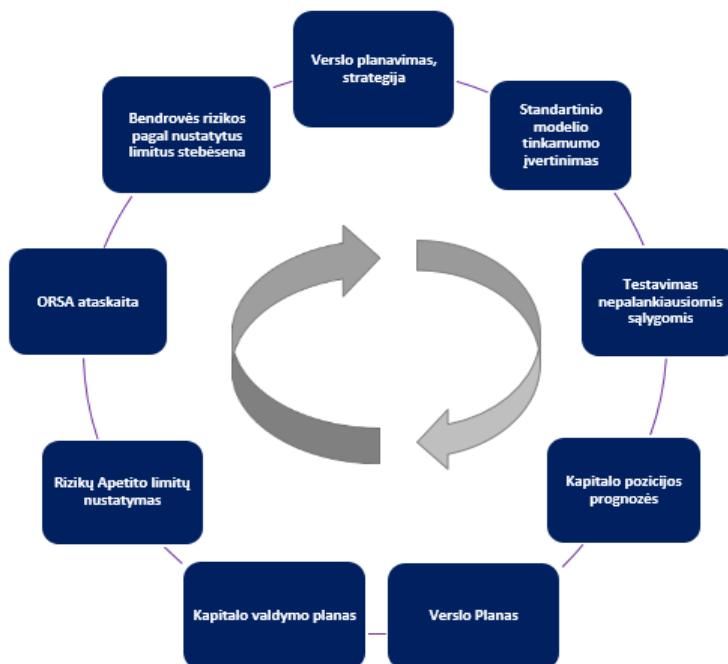 Verslo planavimas,
strategija
Standartinio
modelio
tinkamumo
įvertinimas
Testavimas
nepalankiausiomis
sąlygomis
Kapitalo pozicijos
prognozės
Verslo Planas
Kapitalo valdymo planas
Rizikų Apetito limitų
nustatymas
ORSA ataskaita
Bendrovės rizikos
pagal nustatytus
limitus stebėsena